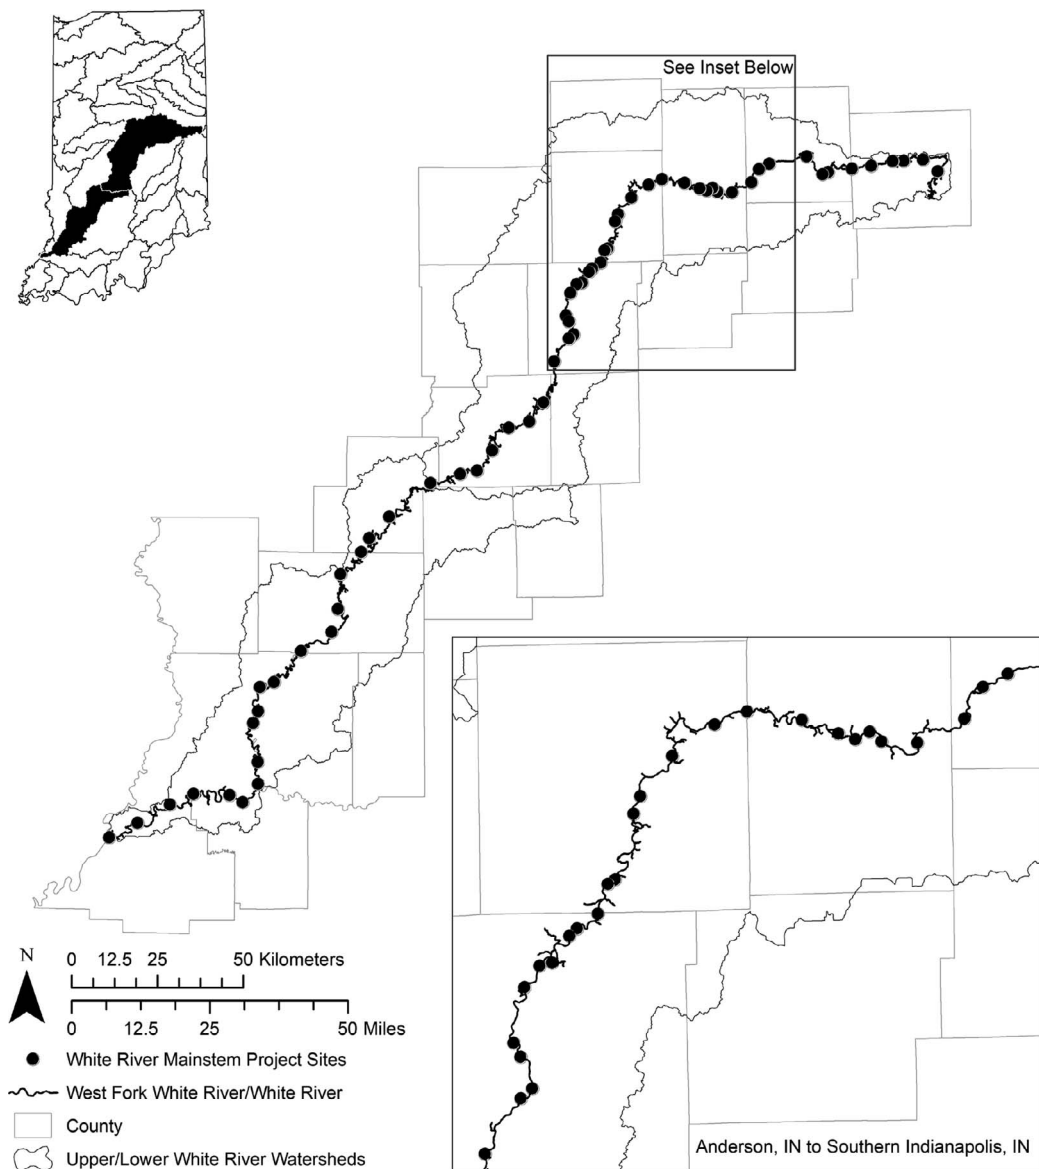 See Inset Below
N
0 12.5 25 50 Kilometers
0 12.5 25 50 Miles
White River Mainstem Project Sites
West Fork White River/White River
County
Upper/Lower White River Watersheds
Anderson, IN to Southern Indianapolis, IN